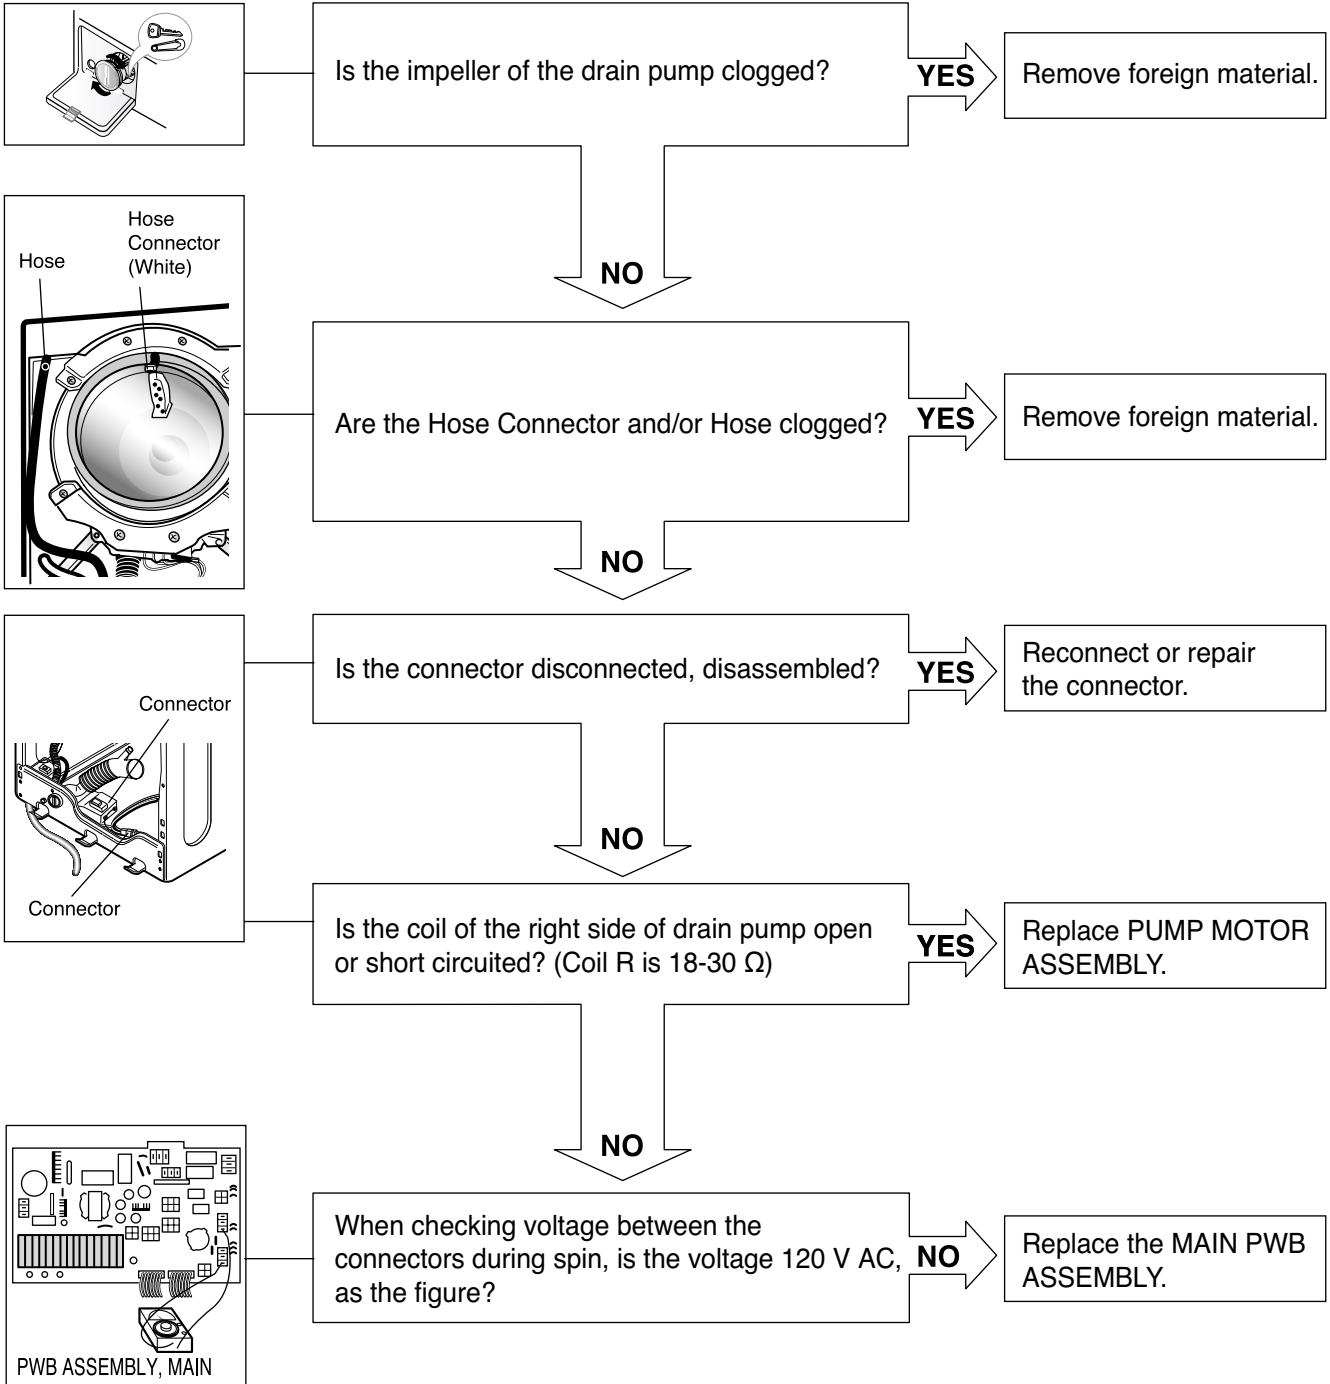 Is the impeller of the drain pump clogged?
YES
Remove foreign material.
NO
Hose
Hose
Connector
(White)
Are the Hose Connector and/or Hose clogged?
YES
Remove foreign material.
NO
Connector
Connector
Is the connector disconnected, disassembled?
YES
Reconnect or repair
the connector.
NO
Is the coil of the right side of drain pump open
or short circuited? (Coil R is 18-30 Ω)
YES
Replace PUMP MOTOR
ASSEMBLY.
NO
PWB ASSEMBLY, MAIN
When checking voltage between the
connectors during spin, is the voltage 120 V AC,
as the figure?
NO
Replace the MAIN PWB
ASSEMBLY.